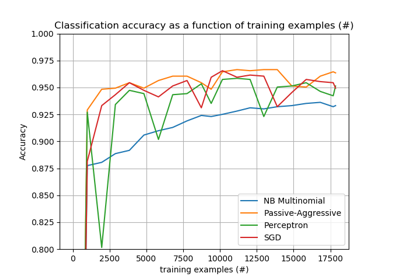 Classification accuracy as a function of training examples (#)
1.000
0.975
0.950
0.925
0.900
0.875
0.850
0.825
0.800
Accuracy
NB Multinomial
Passive-Aggressive
Perceptron
SGD
0 2500 5000 7500 10000 12500 15000 17500
training examples (#)